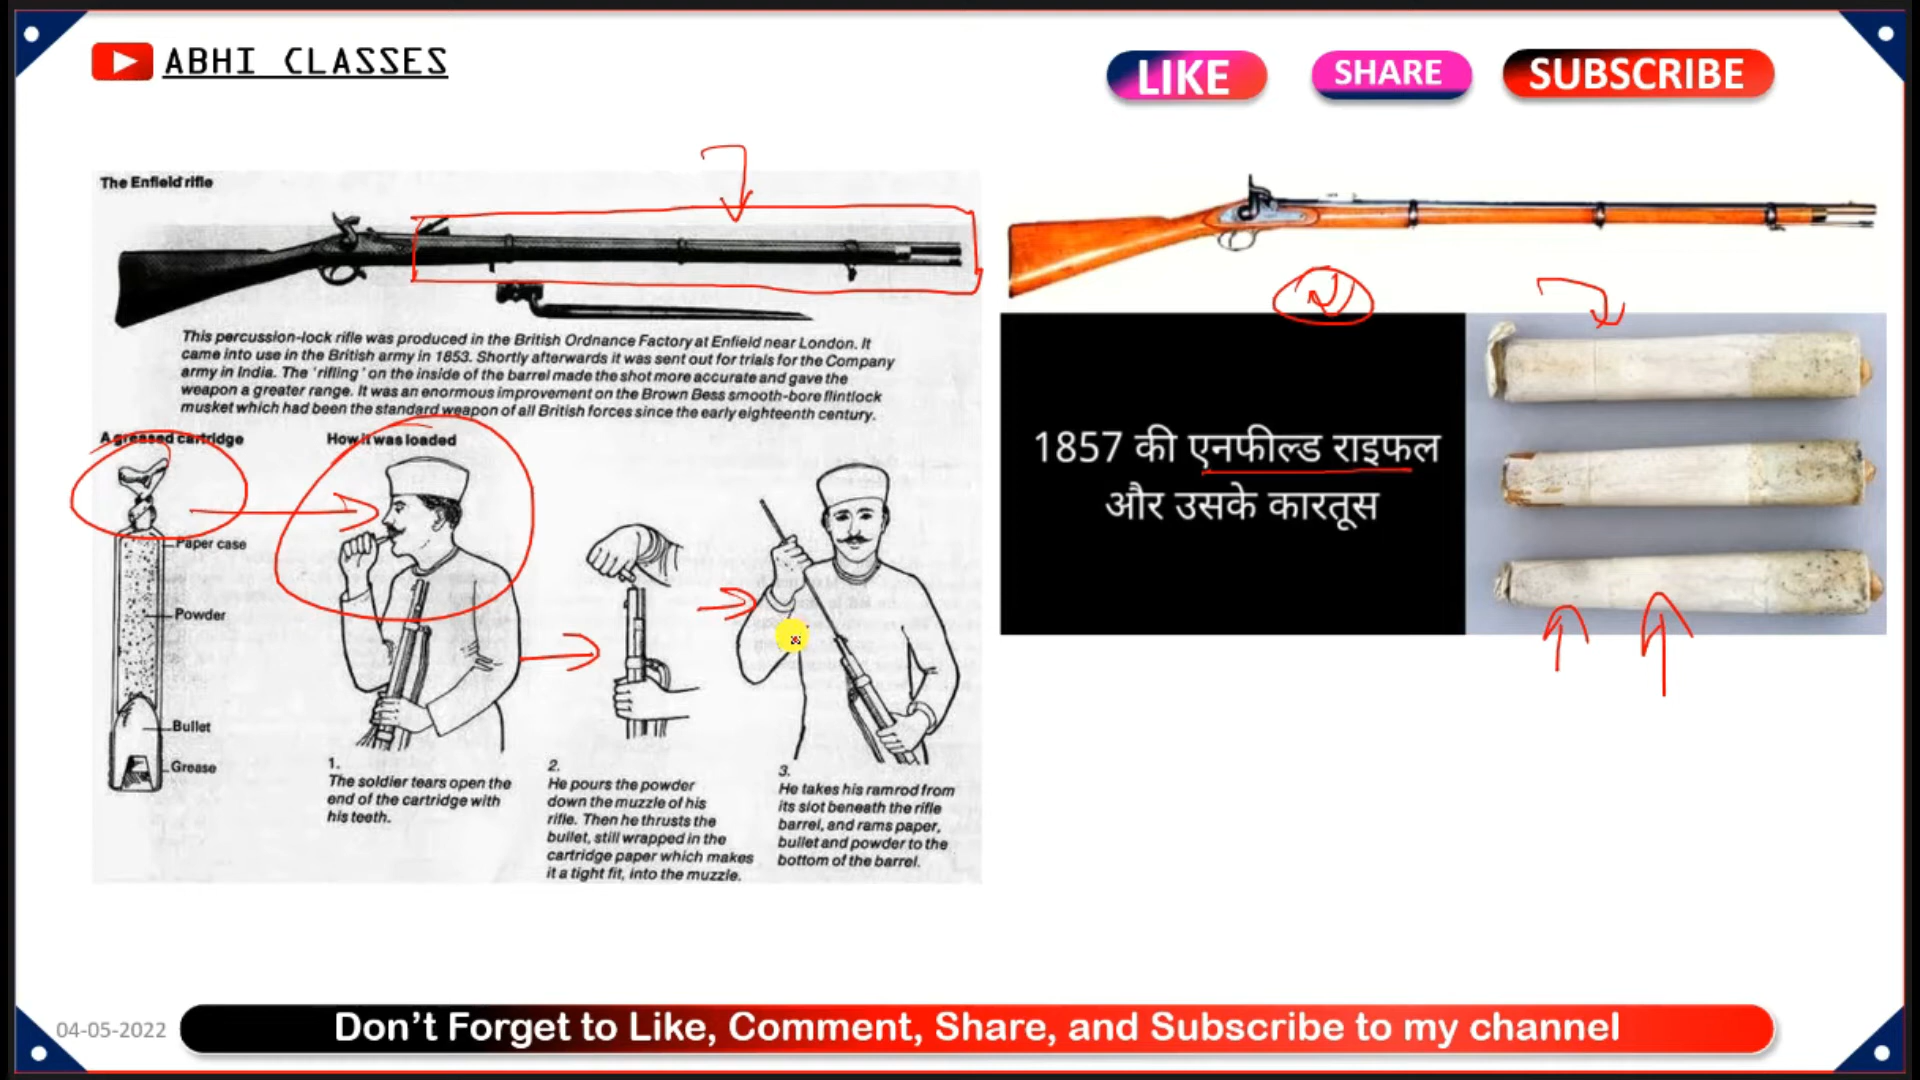 ABHI CLASSES
LIKE
SHARE
SUBSCRIBE
The Enfield rifle
This percussion-lock rifle was produced in the British Ordnance Factory at Enfield near London. It
came into use in the British army in 1853. Shortly afterwards it was sent out for trials for the Company
army in India. The 'rifling' on the inside of the barrel made the shot more accurate and gave the
weapon a greater range. It was an enormous improvement on the Brown Bess smooth-bore flintlock
musket which had been the standard weapon of all British forces since the early eighteenth century.
A greased cartridge
How it was loaded
Paper case
Powder
Bullet
Grease
1.
The soldier tears open the
end of the cartridge with
his teeth.
2.
He pours the powder
down the muzzle of his
rifle. Then he thrusts the
bullet, still wrapped in the
cartridge paper which makes
it a tight fit, into the muzzle.
3.
He takes his ramrod from
its slot beneath the rifle
barrel, and rams paper,
bullet and powder to the
bottom of the barrel.
1857 की एनफील्ड राइफल
और उसके कारतूस
04-05-2022
Don't Forget to Like, Comment, Share, and Subscribe to my channel